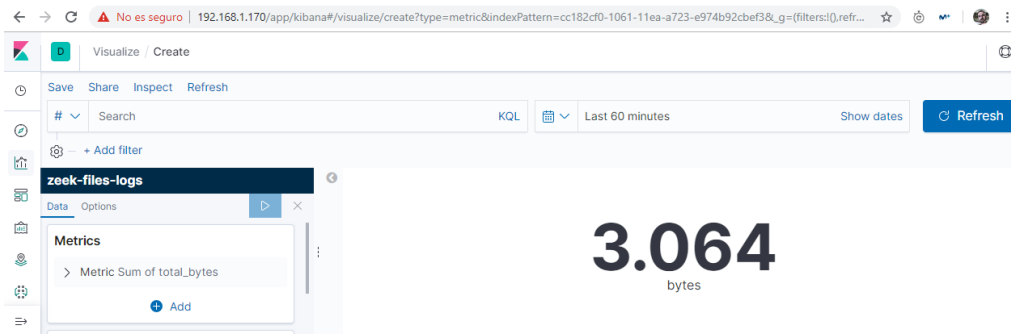 No es seguro | 192.168.1.170/app/kibana#/visualize/create?type=metric&indexPattern=cc182cf0-1061-11ea-a723-e974b92cbef3&_g=(filters:!(),refr...
D Visualize / Create
Save Share Inspect Refresh
# Search KQL Last 60 minutes Show dates Refresh
+ Add filter
zeek-files-logs
Data Options
Metrics
Metric Sum of total_bytes
Add
3.064
bytes